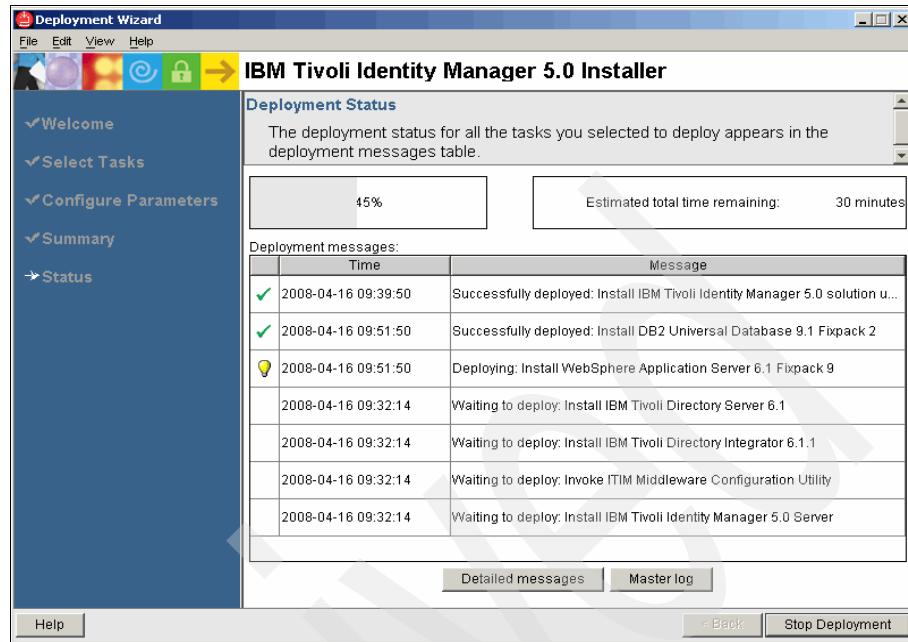 Deployment Wizard
File Edit View Help
IBM Tivoli Identity Manager 5.0 Installer
Welcome
Select Tasks
Configure Parameters
Summary
Status
Deployment Status
The deployment status for all the tasks you selected to deploy appears in the
deployment messages table.
45%
Estimated total time remaining: 30 minutes
Deployment messages:
Time Message
2008-04-16 09:39:50 Successfully deployed: Install IBM Tivoli Identity Manager 5.0 solution u...
2008-04-16 09:51:50 Successfully deployed: Install DB2 Universal Database 9.1 Fixpack 2
2008-04-16 09:51:50 Deploying: Install WebSphere Application Server 6.1 Fixpack 9
2008-04-16 09:32:14 Waiting to deploy: Install IBM Tivoli Directory Server 6.1
2008-04-16 09:32:14 Waiting to deploy: Install IBM Tivoli Directory Integrator 6.1.1
2008-04-16 09:32:14 Waiting to deploy: Invoke ITIM Middleware Configuration Utility
2008-04-16 09:32:14 Waiting to deploy: Install IBM Tivoli Identity Manager 5.0 Server
Detailed messages Master log
Help < Back Stop Deployment